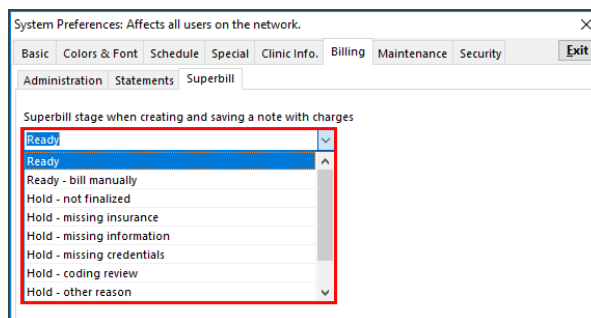 System Preferences: Affects all users on the network.
Basic Colors & Font Schedule Special Clinic Info. Billing Maintenance Security Exit
Administration Statements Superbill
Superbill stage when creating and saving a note with charges
Ready
Ready
Ready - bill manually
Hold - not finalized
Hold - missing insurance
Hold - missing information
Hold - missing credentials
Hold - coding review
Hold - other reason